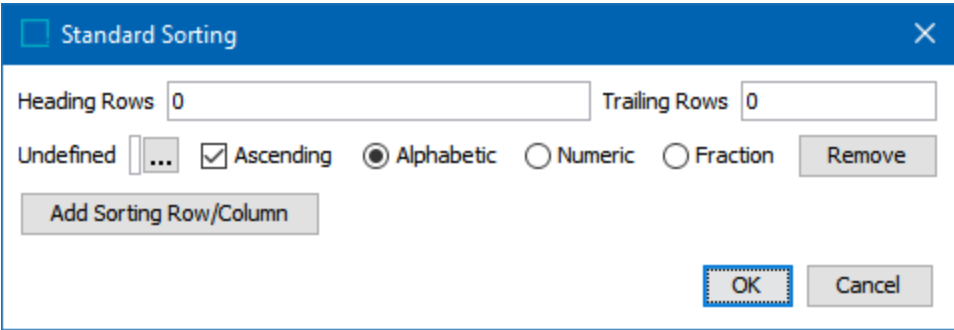 Standard Sorting
Heading Rows 0 Trailing Rows 0
Undefined ... Ascending Alphabetic Numeric Fraction Remove
Add Sorting Row/Column
OK Cancel